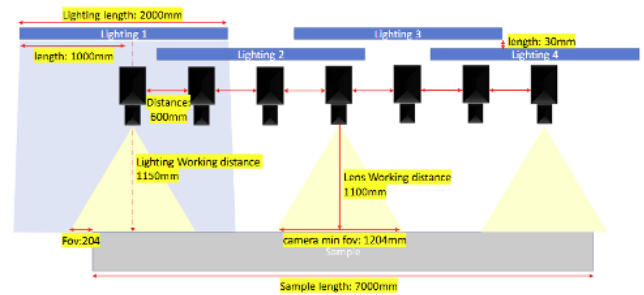 Lighting length: 2000mm
Lighting 1
Lighting 3
length: 1000mm
Lighting 2
length: 30mm
Lighting 4
Distance:
600mm
Lighting Working distance
1150mm
Lens Working distance
1100mm
Fov:204
camera min fov: 1204mm
Sample
Sample length: 7000mm